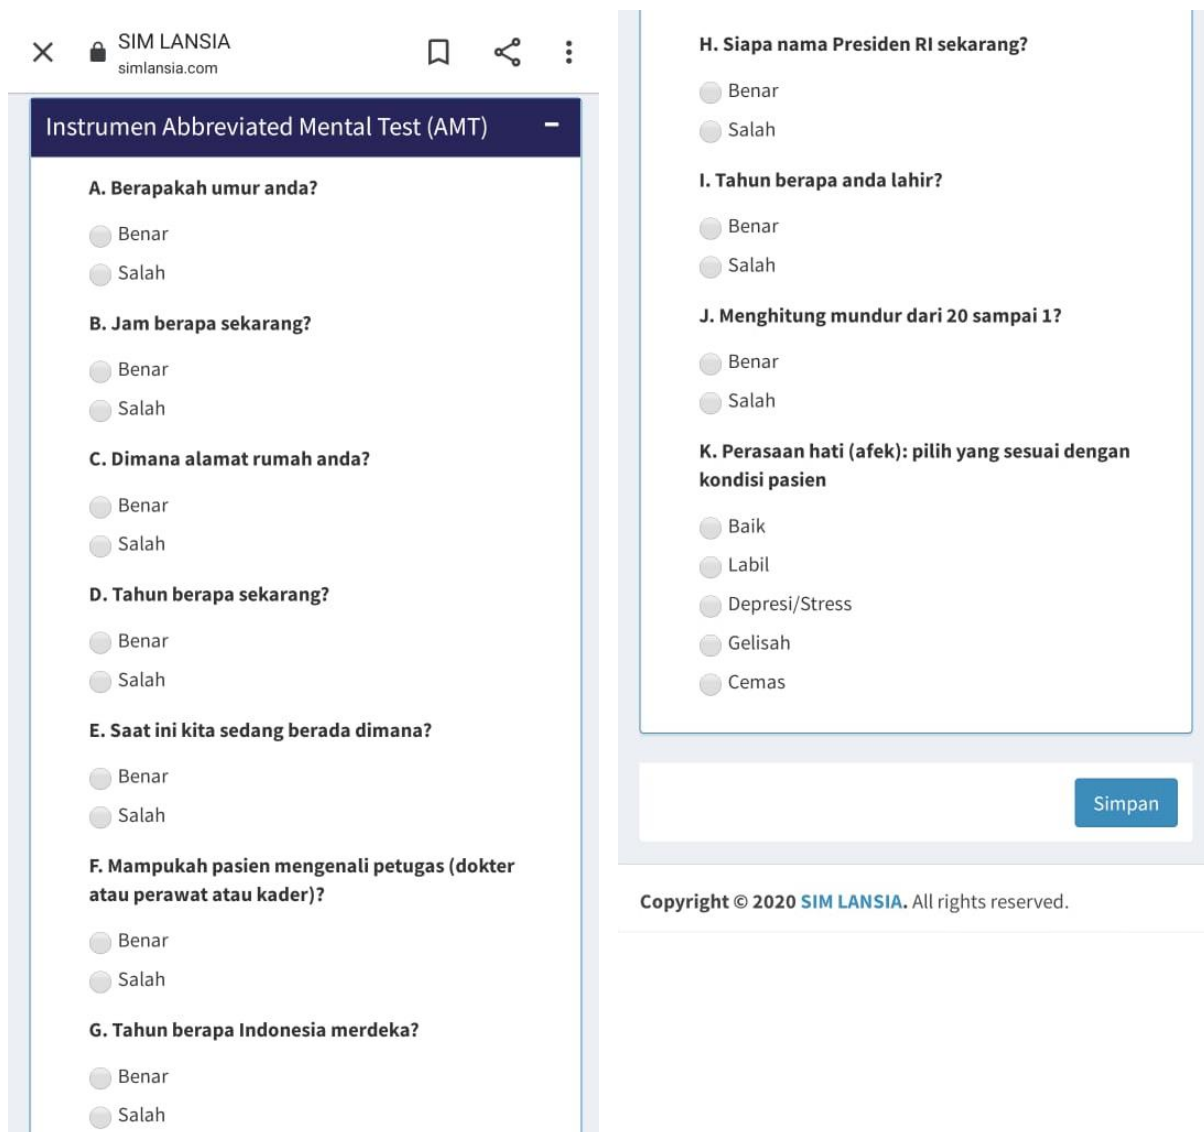 SIM LANSIA
simlansia.com
Instrumen Abbreviated Mental Test (AMT)
A. Berapakah umur anda?
Benar
Salah
B. Jam berapa sekarang?
Benar
Salah
C. Dimana alamat rumah anda?
Benar
Salah
D. Tahun berapa sekarang?
Benar
Salah
E. Saat ini kita sedang berada dimana?
Benar
Salah
F. Mampukah pasien mengenali petugas (dokter
atau perawat atau kader)?
Benar
Salah
G. Tahun berapa Indonesia merdeka?
Benar
Salah
H. Siapa nama Presiden RI sekarang?
Benar
Salah
I. Tahun berapa anda lahir?
Benar
Salah
J. Menghitung mundur dari 20 sampai 1?
Benar
Salah
K. Perasaan hati (afek): pilih yang sesuai dengan
kondisi pasien
Baik
Labil
Depresi/Stress
Gelisah
Cemas
Simpan
Copyright © 2020 SIM LANSIA. All rights reserved.